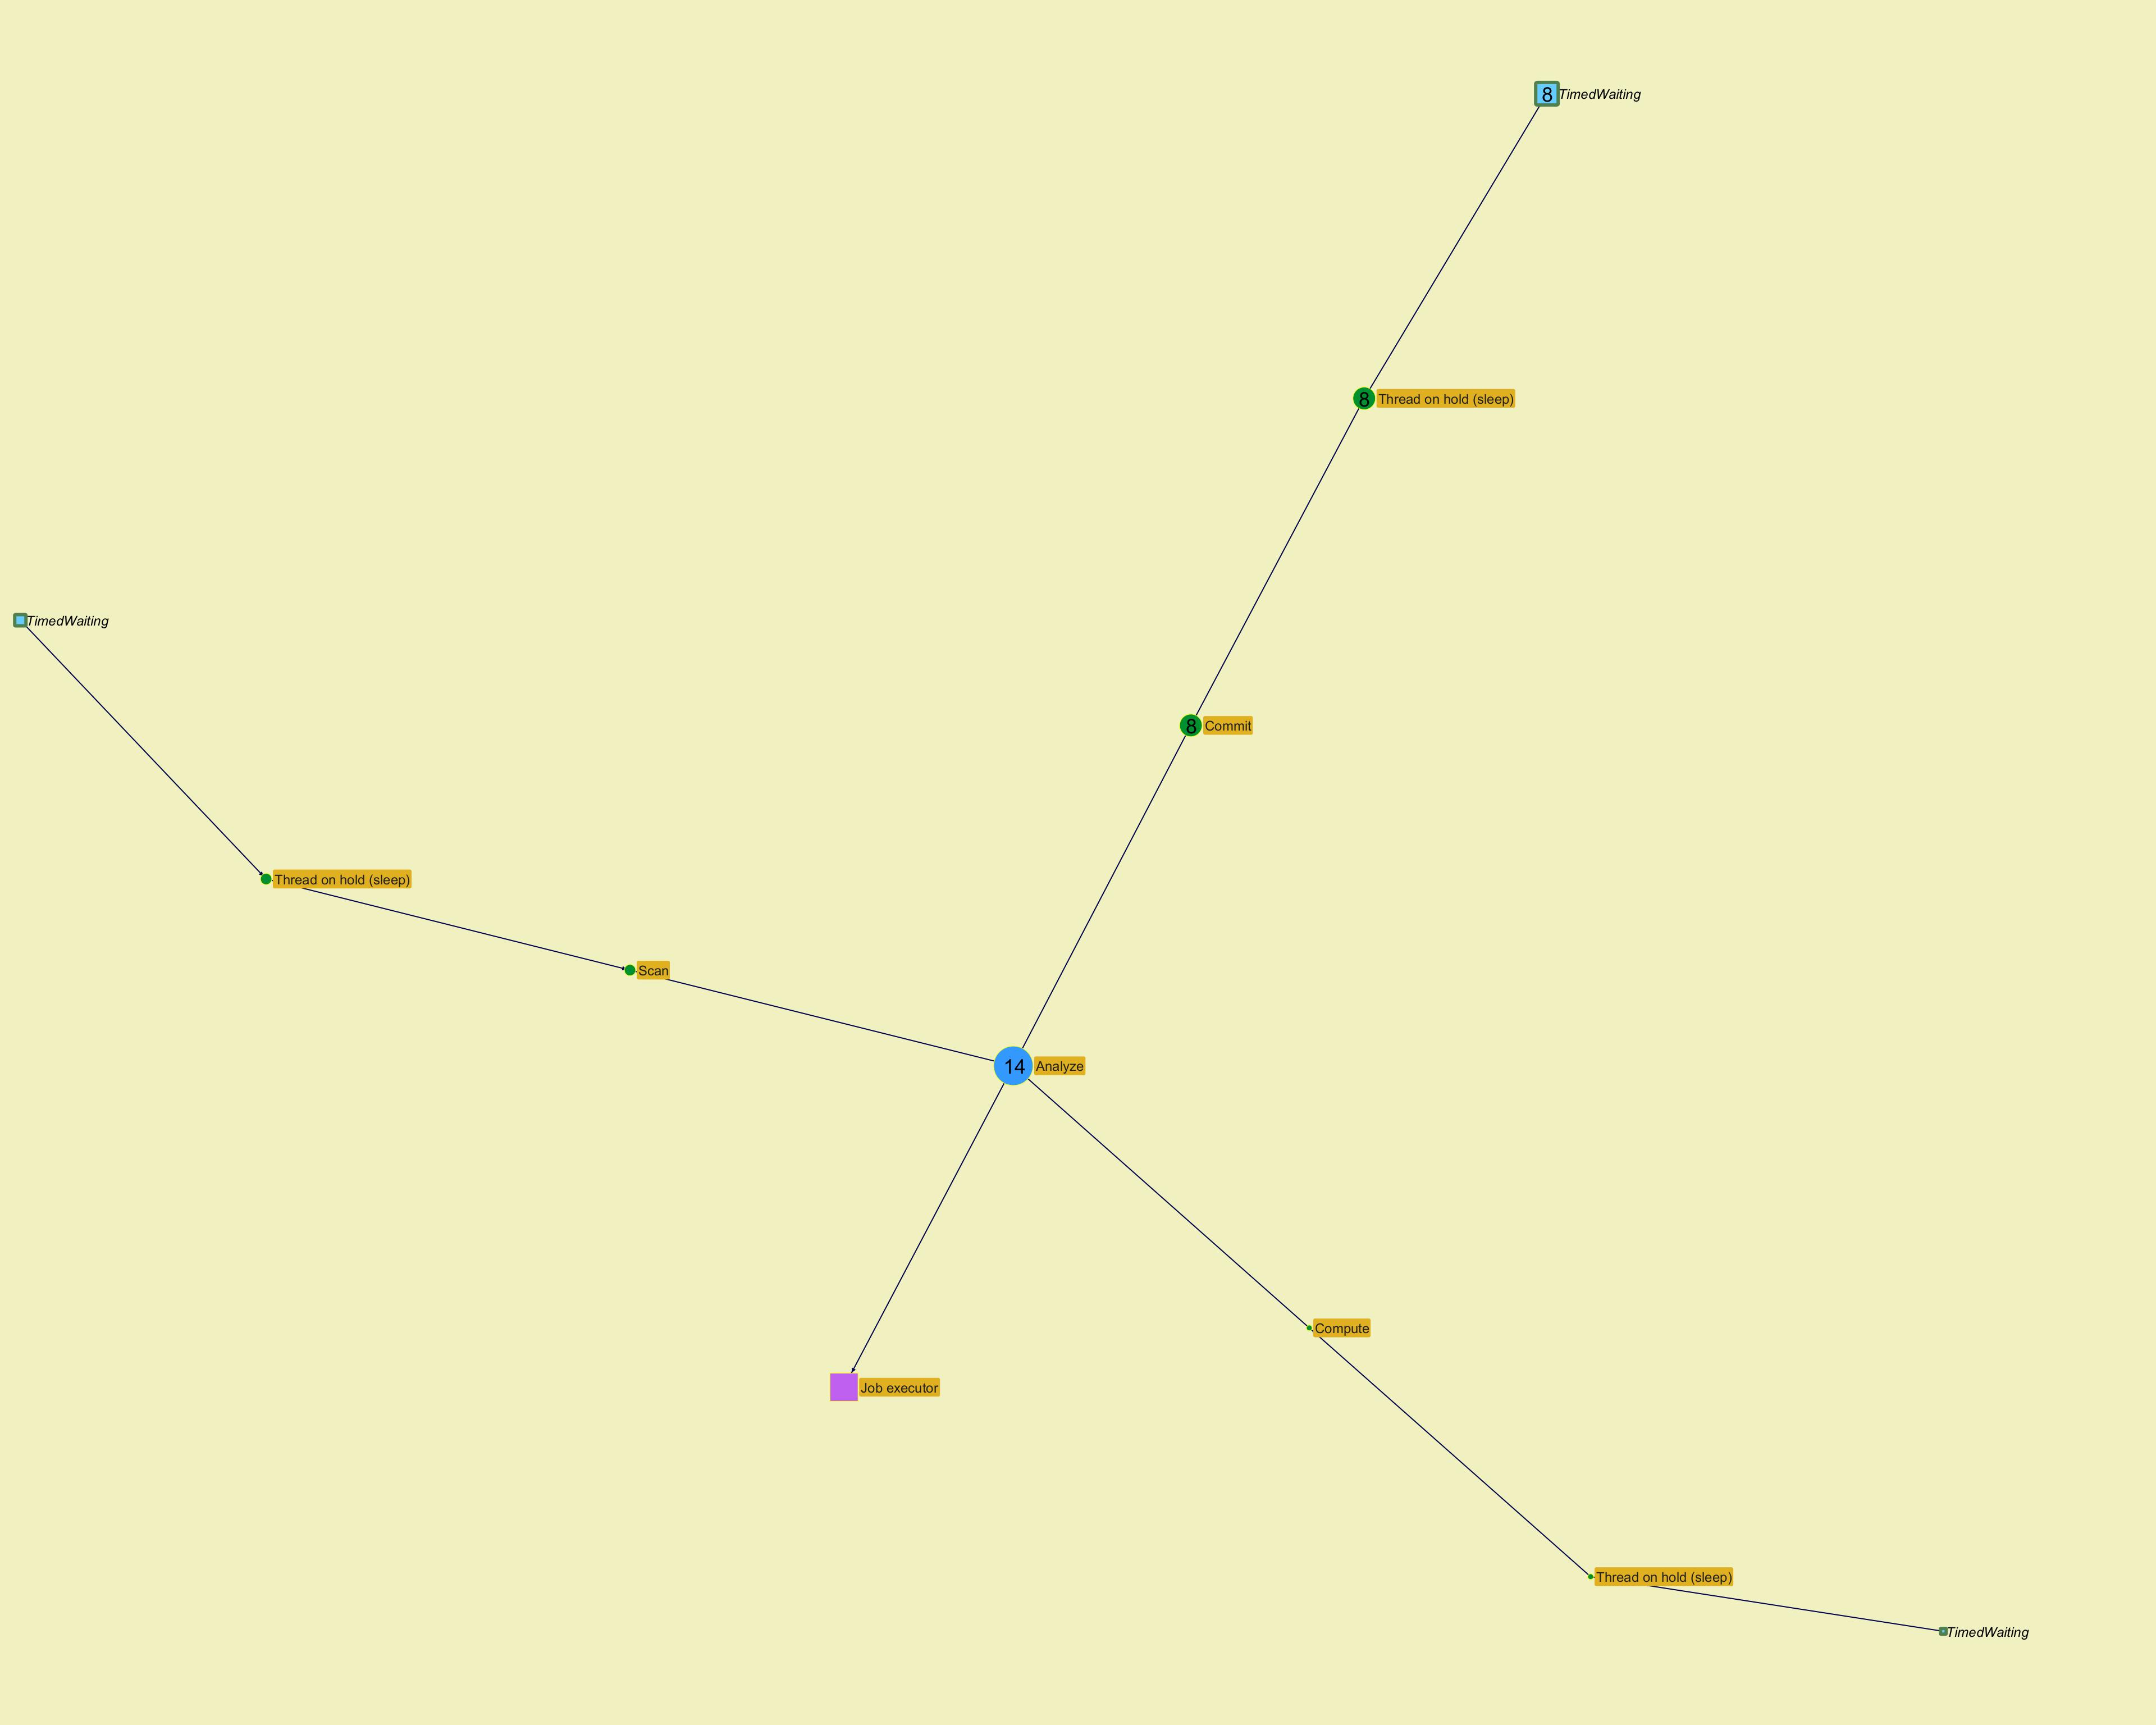 8 TimedWaiting
8 Thread on hold (sleep)
TimedWaiting
8 Commit
Thread on hold (sleep)
Scan
14 Analyze
Compute
Job executor
Thread on hold (sleep)
TimedWaiting